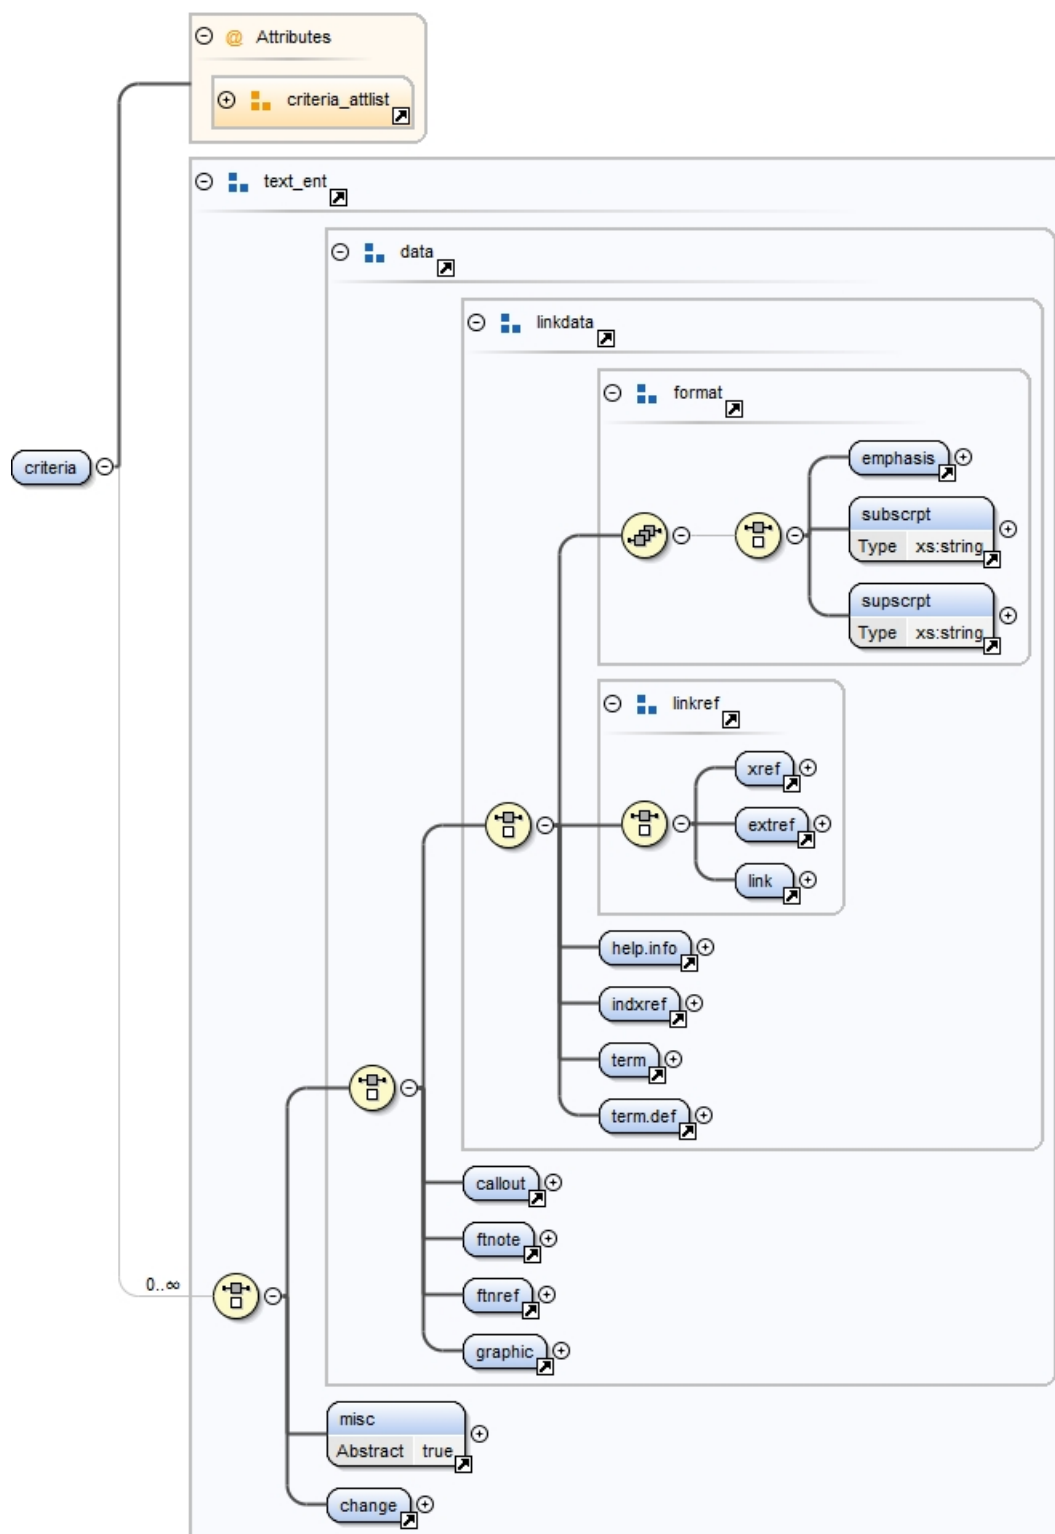 @ Attributes
criteria_attlist
text_ent
data
linkdata
format
criteria
emphasis
subscrpt
Type xs:string
supscrpt
Type xs:string
linkref
xref
extref
link
help.info
indxref
term
term.def
callout
ftnote
0..∞
ftnref
graphic
misc
Abstract true
change